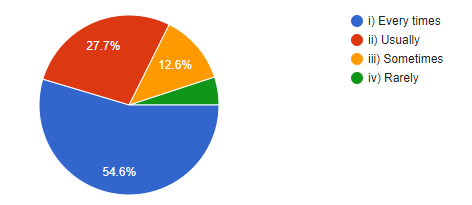 27.7%
12.6%
54.6%
i) Every times
ii) Usually
iii) Sometimes
iv) Rarely